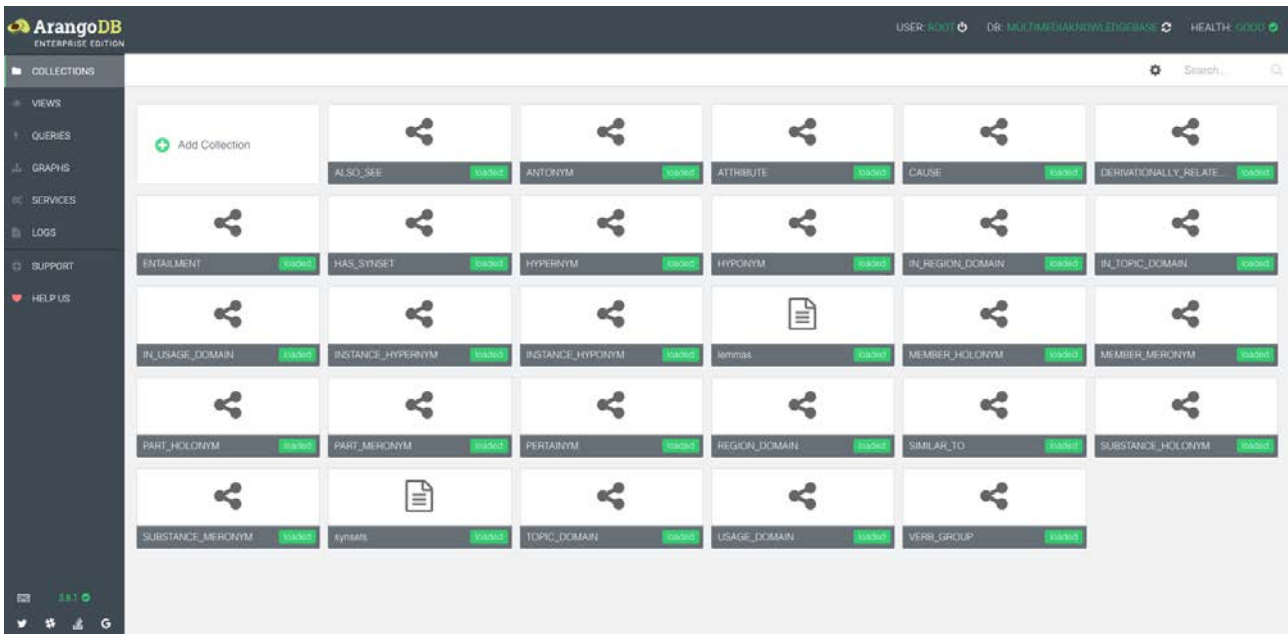 ArangoDB
ENTERPRISE EDITION
USER: ROOT DB: MULTIMEDIAKNOWLEDGEBASE HEALTH: GOOD
COLLECTIONS
Search...
VIEWS
QUERIES
GRAPHS
SERVICES
LOGS
SUPPORT
HELP US
Add Collection
ALSO_SEE loaded
ANTONYM loaded
ATTRIBUTE loaded
CAUSE loaded
DERIVATIONALLY_RELATE... loaded
ENTAILMENT loaded
HAS_SYNSET loaded
HYPERNYM loaded
HYPONYM loaded
IN_REGION_DOMAIN loaded
IN_TOPIC_DOMAIN loaded
IN_USAGE_DOMAIN loaded
INSTANCE_HYPERNYM loaded
INSTANCE_HYPONYM loaded
lemmas loaded
MEMBER_HOLONYM loaded
MEMBER_MERONYM loaded
PART_HOLONYM loaded
PART_MERONYM loaded
PERTAINYM loaded
REGION_DOMAIN loaded
SIMILAR_TO loaded
SUBSTANCE_HOLONYM loaded
SUBSTANCE_MERONYM loaded
synsets loaded
TOPIC_DOMAIN loaded
USAGE_DOMAIN loaded
VERB_GROUP loaded